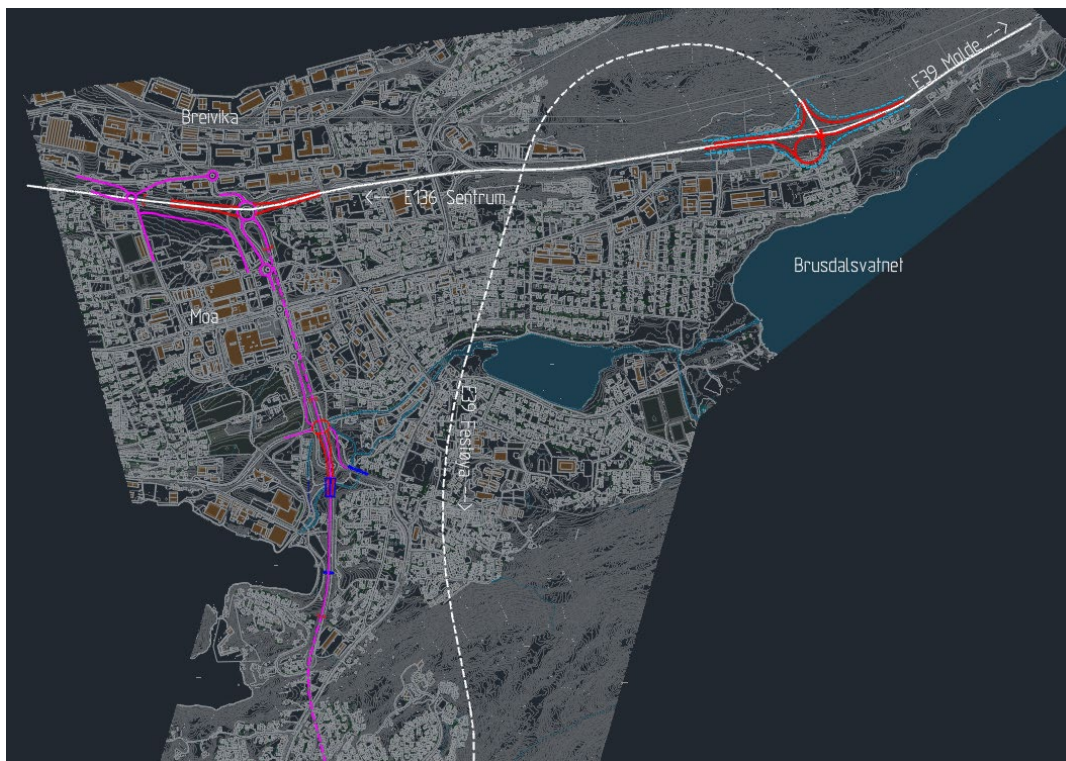 E39 Molde -->
Breivika
<-- E136 Sentrum
Brusdalsvatnet
Moa
E39 Festøya -->